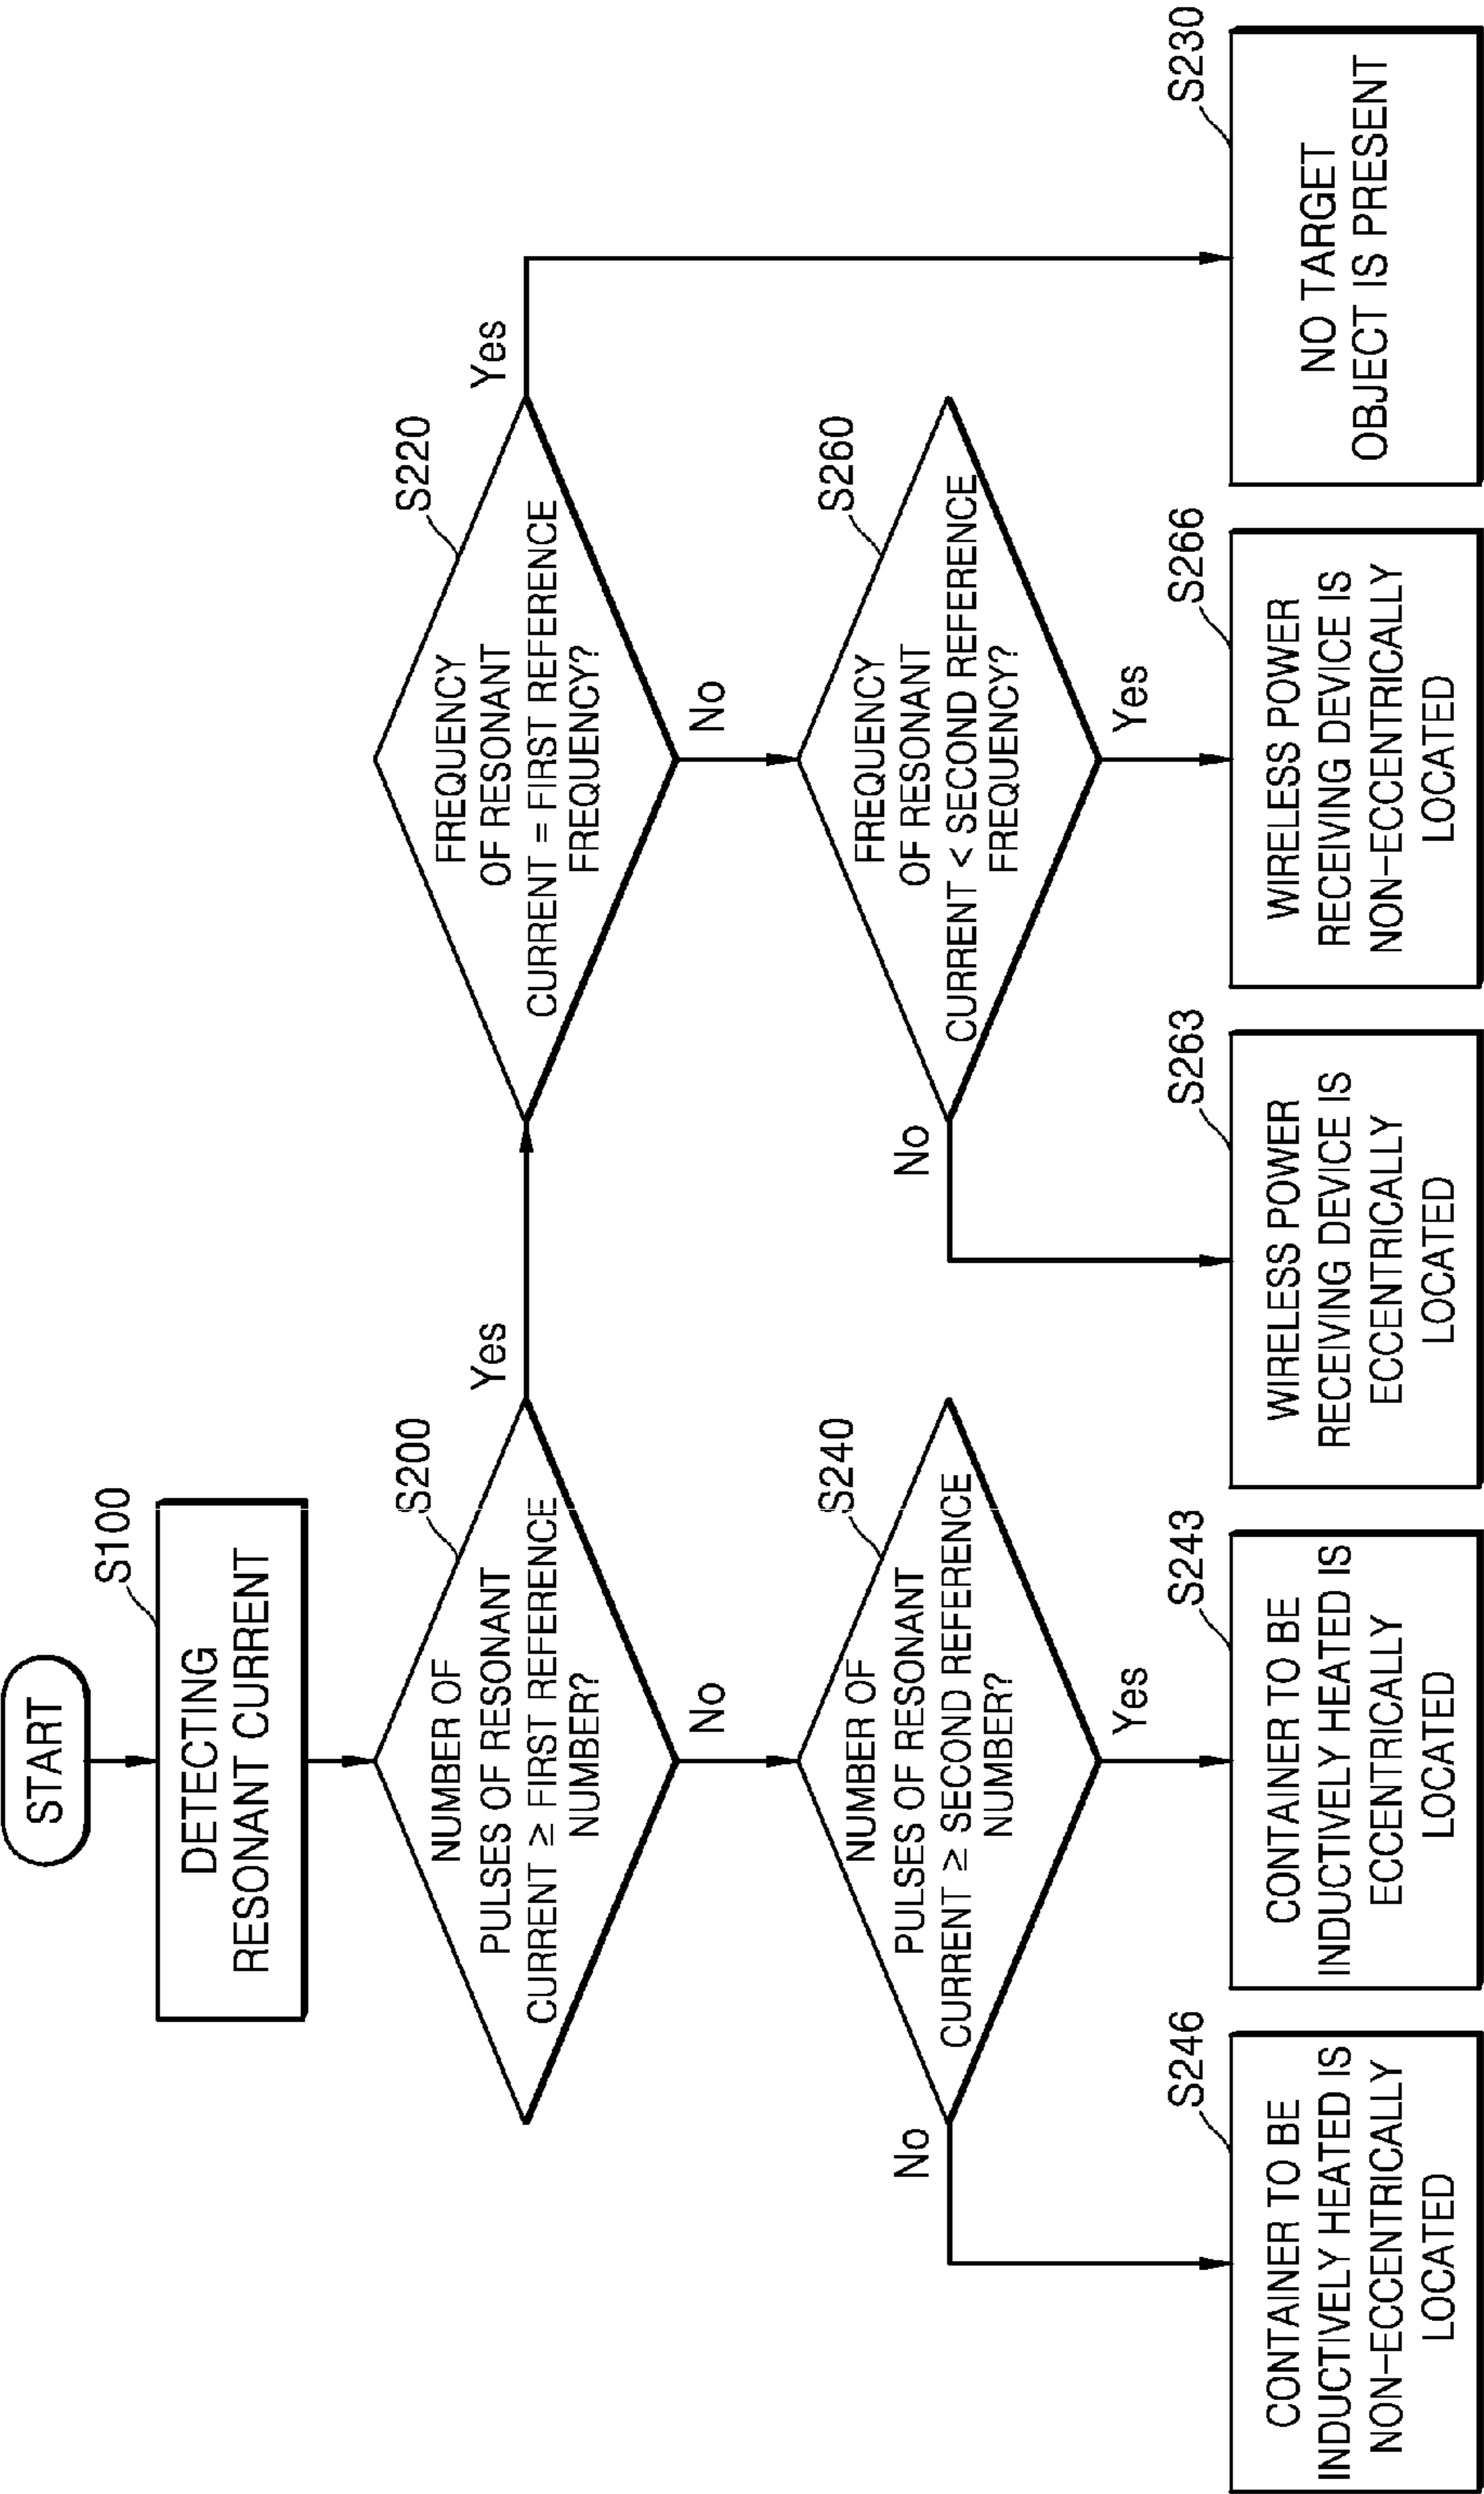 START
S100
DETECTING
RESONANT CURRENT
S200
NUMBER OF
PULSES OF RESONANT
CURRENT ≥ FIRST REFERENCE
NUMBER?
Yes
No
S220
FREQUENCY
OF RESONANT
CURRENT = FIRST REFERENCE
FREQUENCY?
Yes
No
S240
NUMBER OF
PULSES OF RESONANT
CURRENT ≥ SECOND REFERENCE
NUMBER?
No
Yes
S260
FREQUENCY
OF RESONANT
CURRENT < SECOND REFERENCE
FREQUENCY?
No
Yes
S246
CONTAINER TO BE
INDUCTIVELY HEATED IS
NON-ECCENTRICALLY
LOCATED
S243
CONTAINER TO BE
INDUCTIVELY HEATED IS
ECCENTRICALLY
LOCATED
S263
WIRELESS POWER
RECEIVING DEVICE IS
ECCENTRICALLY
LOCATED
S266
WIRELESS POWER
RECEIVING DEVICE IS
NON-ECCENTRICALLY
LOCATED
S230
NO TARGET
OBJECT IS PRESENT